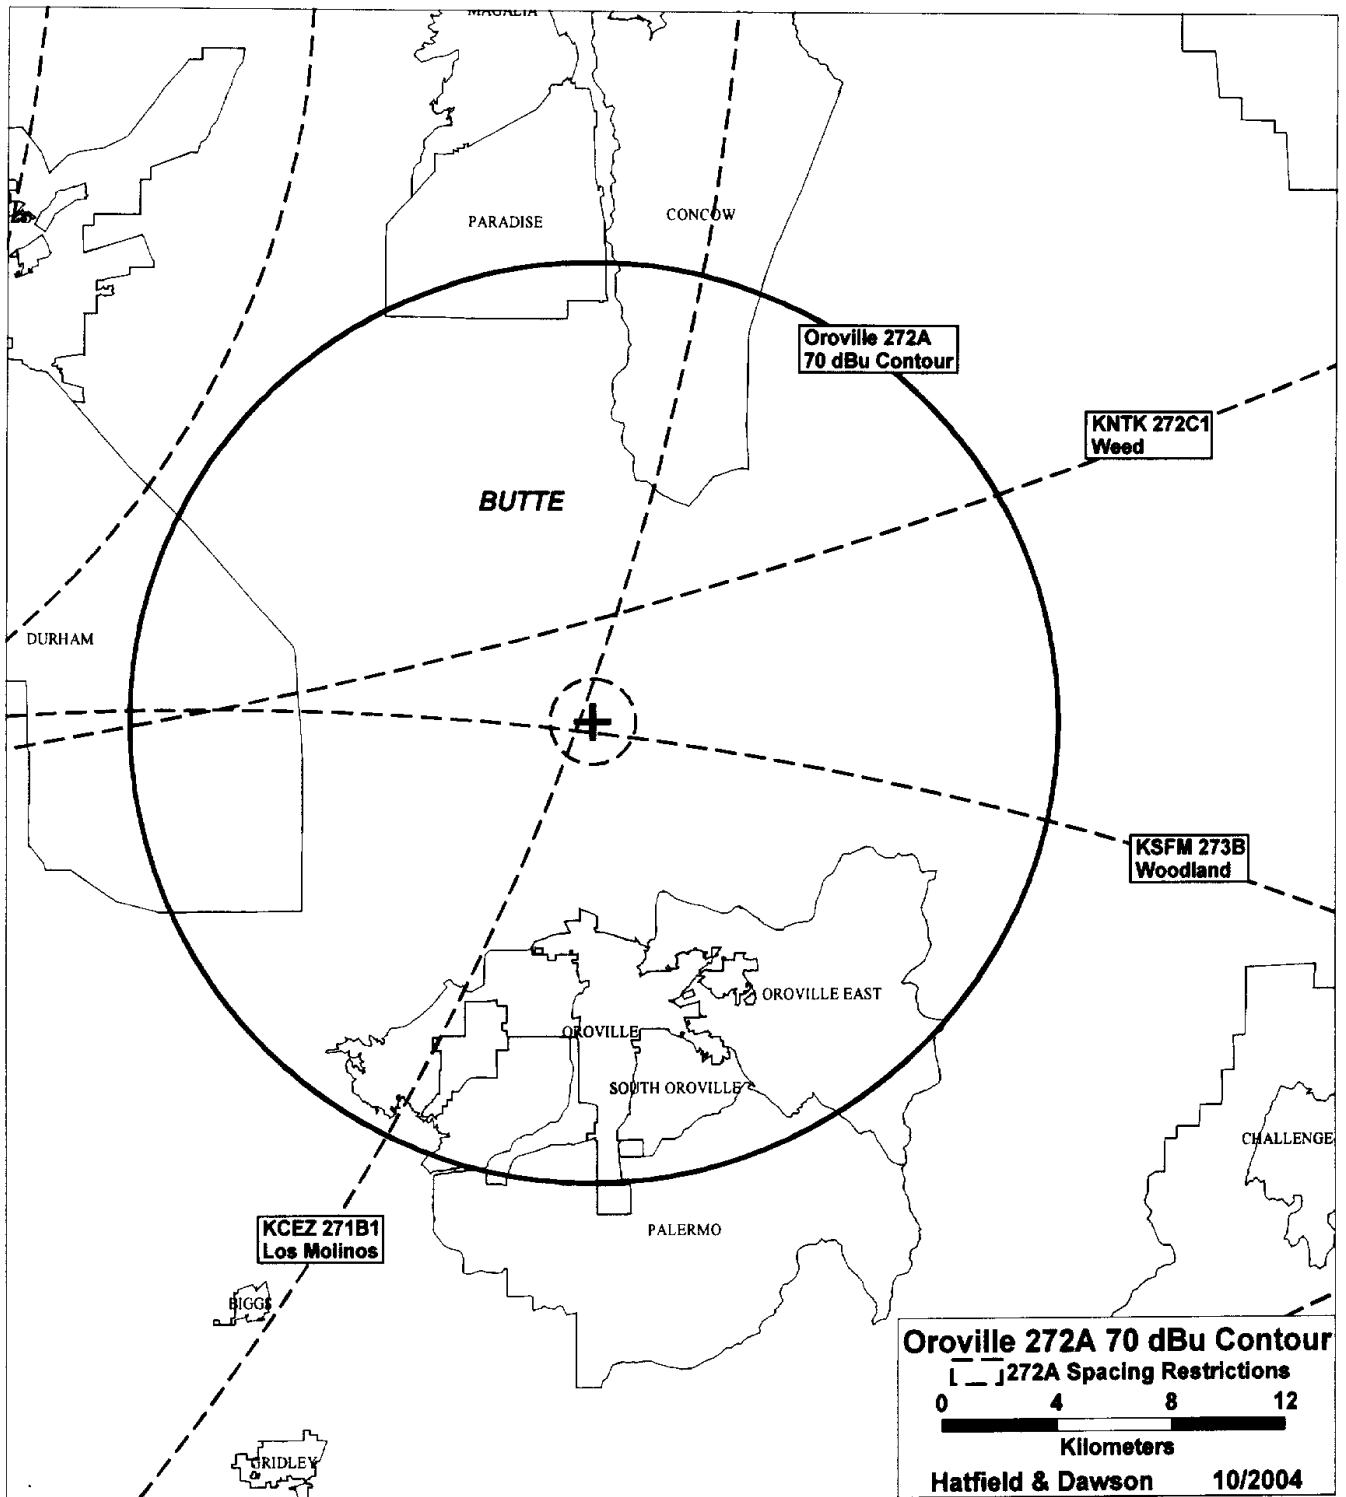 MAGALIA
PARADISE
CONCOW
Oroville 272A
70 dBu Contour
KNTK 272C1
Weed
BUTTE
DURHAM
KSFM 273B
Woodland
OROVILLE EAST
OROVILLE
SOUTH OROVILLE
CHALLENGE
KCEZ 271B1
Los Molinos
PALERMO
BIGGS
GRIDLEY
Oroville 272A 70 dBu Contour
272A Spacing Restrictions
0 4 8 12
Kilometers
Hatfield & Dawson 10/2004